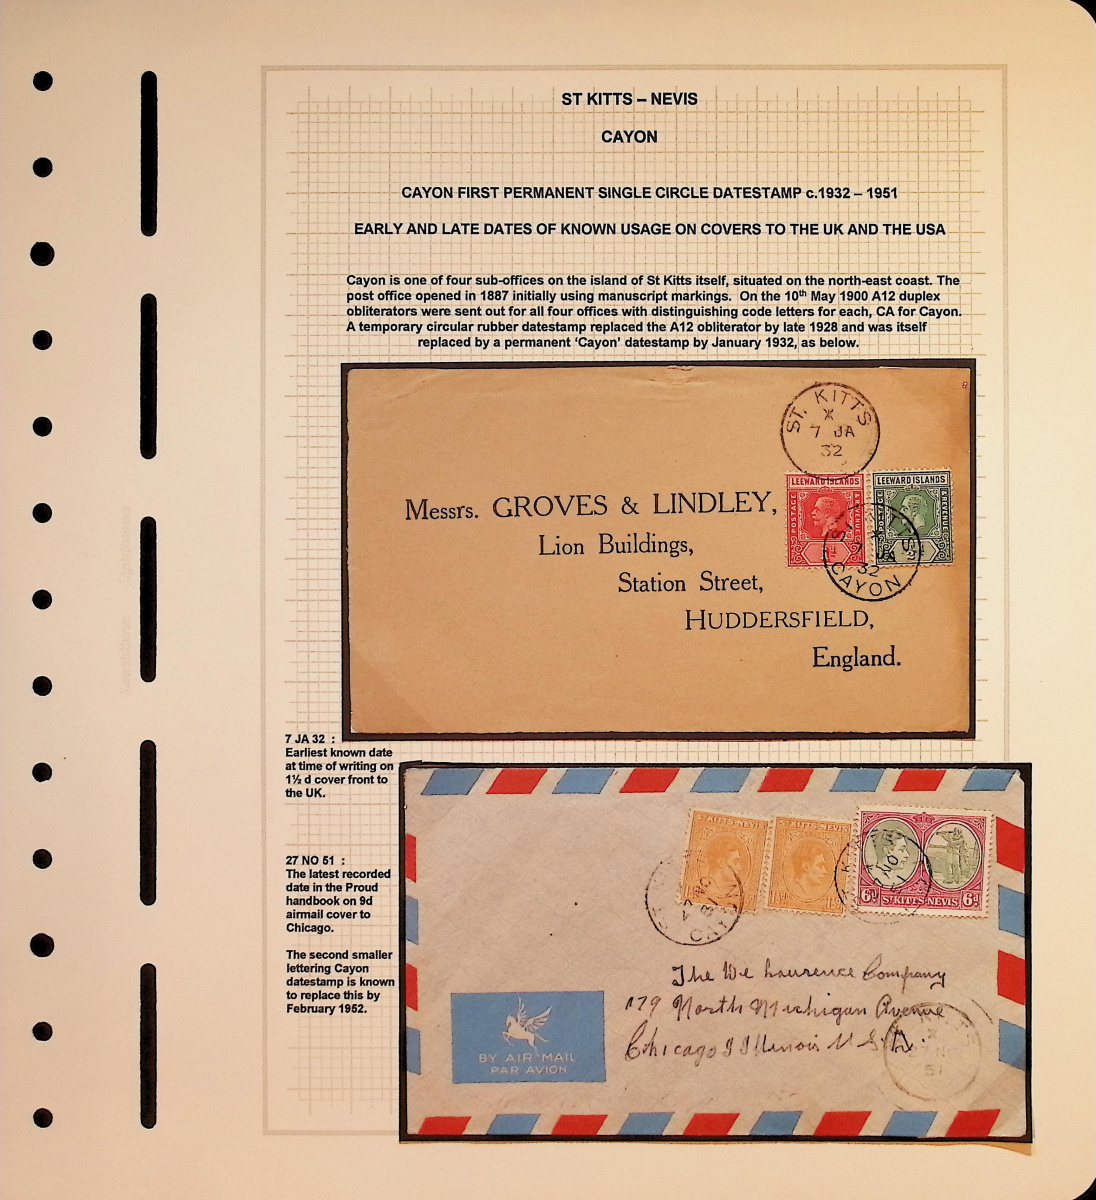 ST KITTS – NEVIS
CAYON
CAYON FIRST PERMANENT SINGLE CIRCLE DATESTAMP c.1932 – 1951
EARLY AND LATE DATES OF KNOWN USAGE ON COVERS TO THE UK AND THE USA
Cayon is one of four sub-offices on the island of St Kitts itself, situated on the north-east coast. The
post office opened in 1887 initially using manuscript markings. On the 10th May 1900 A12 duplex
obliterators were sent out for all four offices with distinguishing code letters for each, CA for Cayon.
A temporary circular rubber datestamp replaced the A12 obliterator by late 1928 and was itself
replaced by a permanent ‘Cayon’ datestamp by January 1932, as below.
ST. KITTS
7 JA
32
LEEWARD ISLANDS
POSTAGE
& REVENUE
LEEWARD ISLANDS
POSTAGE
& REVENUE
7 JA
32
CAYON
Messrs. GROVES & LINDLEY,
Lion Buildings,
Station Street,
HUDDERSFIELD,
England.
7 JA 32 :
Earliest known date
at time of writing on
1½ d cover front to
the UK.
27 NO 51 :
The latest recorded
date in the Proud
handbook on 9d
airmail cover to
Chicago.
The second smaller
lettering Cayon
datestamp is known
to replace this by
February 1952.
ST KITTS-NEVIS
ST KITTS-NEVIS
6d ST KITTS-NEVIS 6d
CAYON
The We Laurence Company
179 North Michigan Avenue
Chicago Illinois U.S.A.
BY AIR MAIL
PAR AVION
KITTS
51